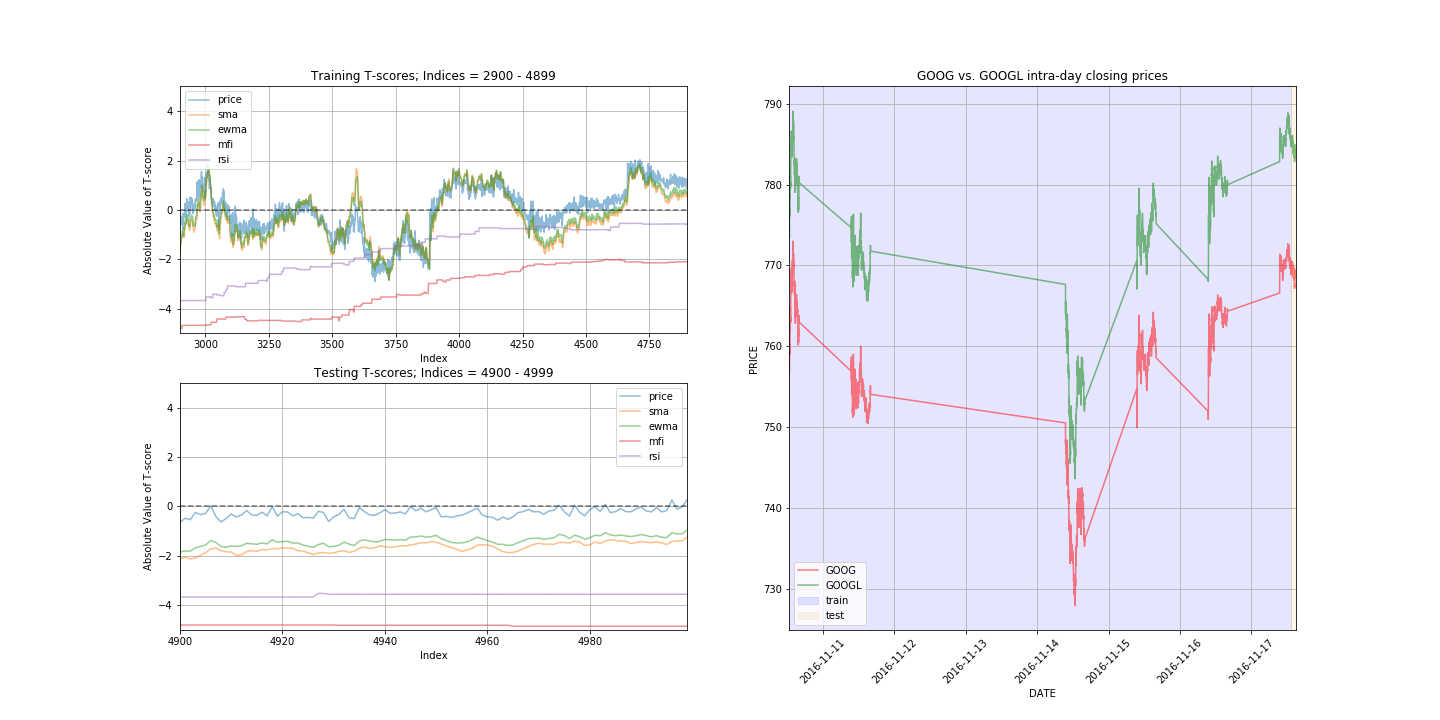 Training T-scores; Indices = 2900 - 4899
Absolute Value of T-score
4
2
0
−2
−4
price
sma
ewma
mfi
rsi
3000
3250
3500
3750
4000
4250
4500
4750
Index
Testing T-scores; Indices = 4900 - 4999
Absolute Value of T-score
4
2
0
−2
−4
price
sma
ewma
mfi
rsi
4900
4920
4940
4960
4980
Index
GOOG vs. GOOGL intra-day closing prices
PRICE
790
780
770
760
750
740
730
GOOG
GOOGL
train
test
2016-11-11
2016-11-12
2016-11-13
2016-11-14
2016-11-15
2016-11-16
2016-11-17
DATE